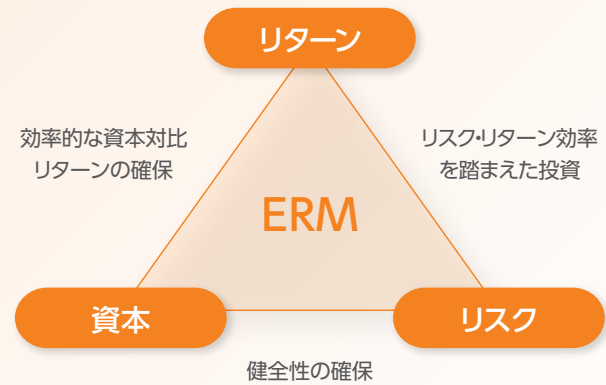 リターン
効率的な資本対比
リターンの確保
リスク・リターン効率
を踏まえた投資
ERM
資本
リスク
健全性の確保